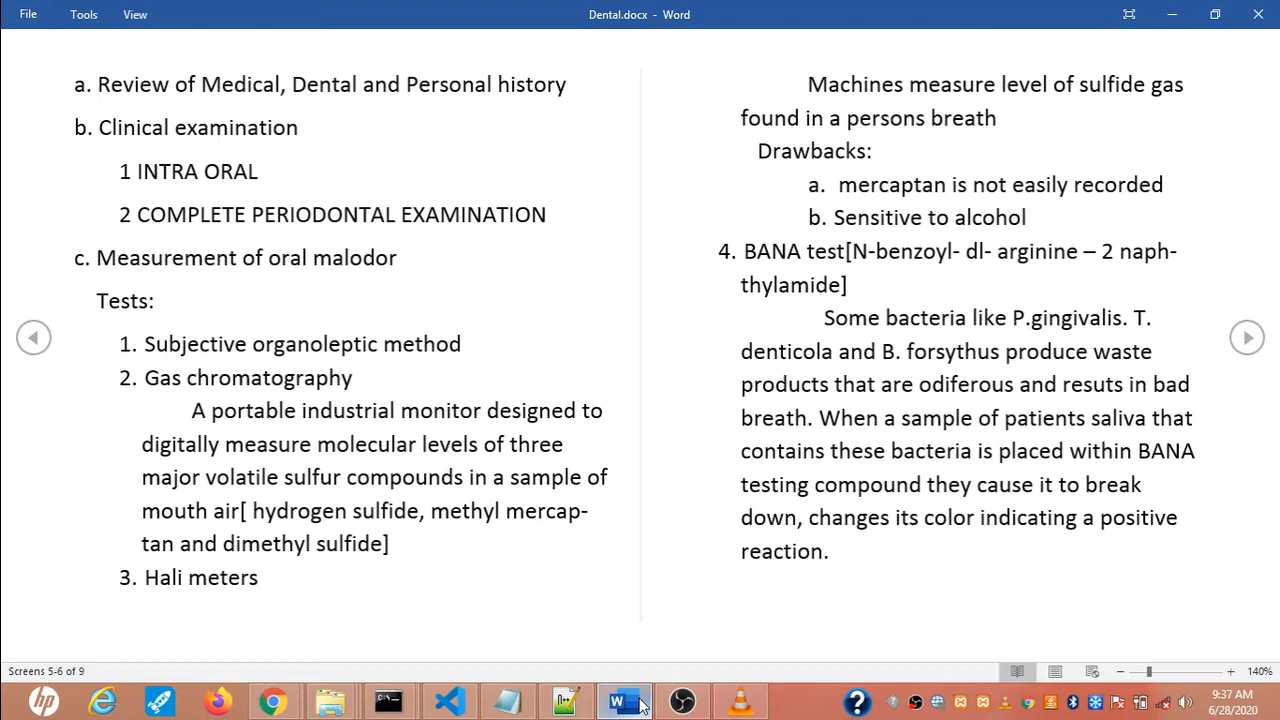 File Tools View Dental.docx - Word
a. Review of Medical, Dental and Personal history
b. Clinical examination
1 INTRA ORAL
2 COMPLETE PERIODONTAL EXAMINATION
c. Measurement of oral malodor
Tests:
1. Subjective organoleptic method
2. Gas chromatography
A portable industrial monitor designed to
digitally measure molecular levels of three
major volatile sulfur compounds in a sample of
mouth air[ hydrogen sulfide, methyl mercap-
tan and dimethyl sulfide]
3. Hali meters
Machines measure level of sulfide gas
found in a persons breath
Drawbacks:
a. mercaptan is not easily recorded
b. Sensitive to alcohol
4. BANA test[N-benzoyl- dl- arginine – 2 naph-
thylamide]
Some bacteria like P.gingivalis. T.
denticola and B. forsythus produce waste
products that are odiferous and resuts in bad
breath. When a sample of patients saliva that
contains these bacteria is placed within BANA
testing compound they cause it to break
down, changes its color indicating a positive
reaction.
Screens 5-6 of 9
140%
9:37 AM
6/28/2020